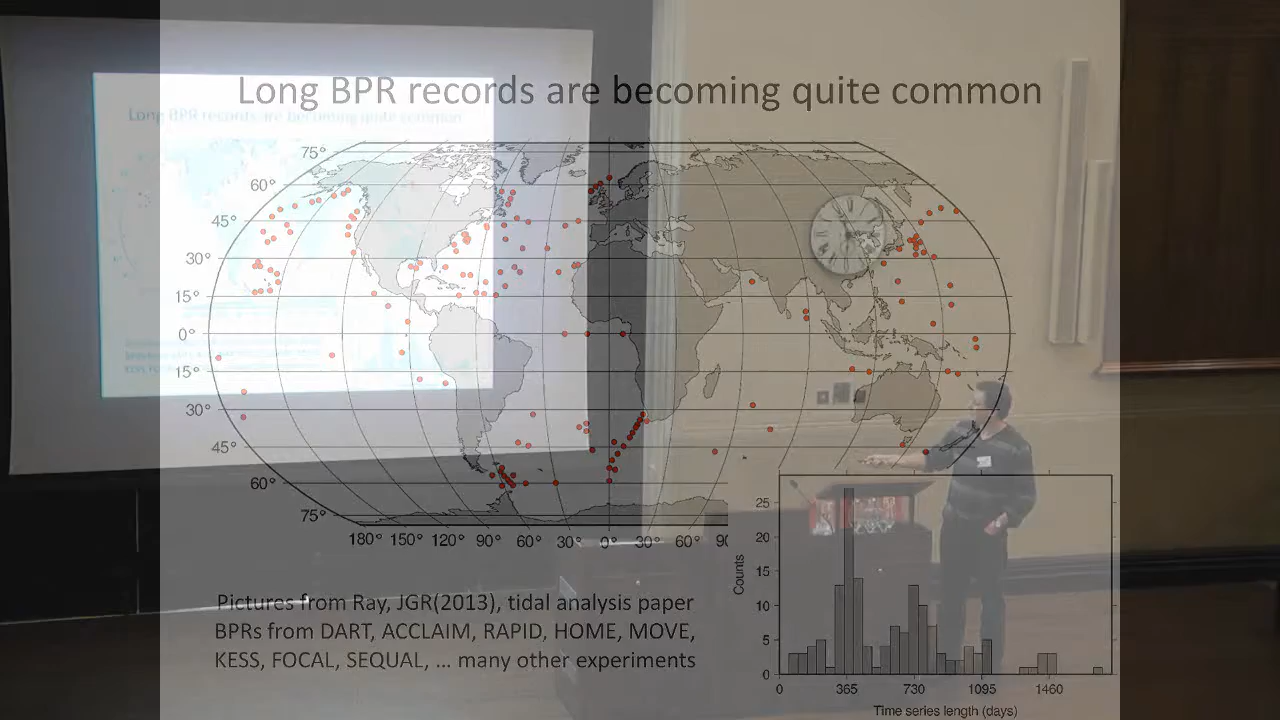 Long BPR records are becoming quite common
Long BPR records are becoming quite common
75°
60°
45°
30°
15°
0°
15°
30°
45°
60°
75°
180° 150° 120° 90° 60° 30° 0° 30° 60° 90
Pictures from Ray, JGR(2013), tidal analysis paper
BPRs from DART, ACCLAIM, RAPID, HOME, MOVE,
KESS, FOCAL, SEQUAL, ... many other experiments
Counts
25
20
15
10
5
0
0 365 730 1095 1460
Time series length (days)